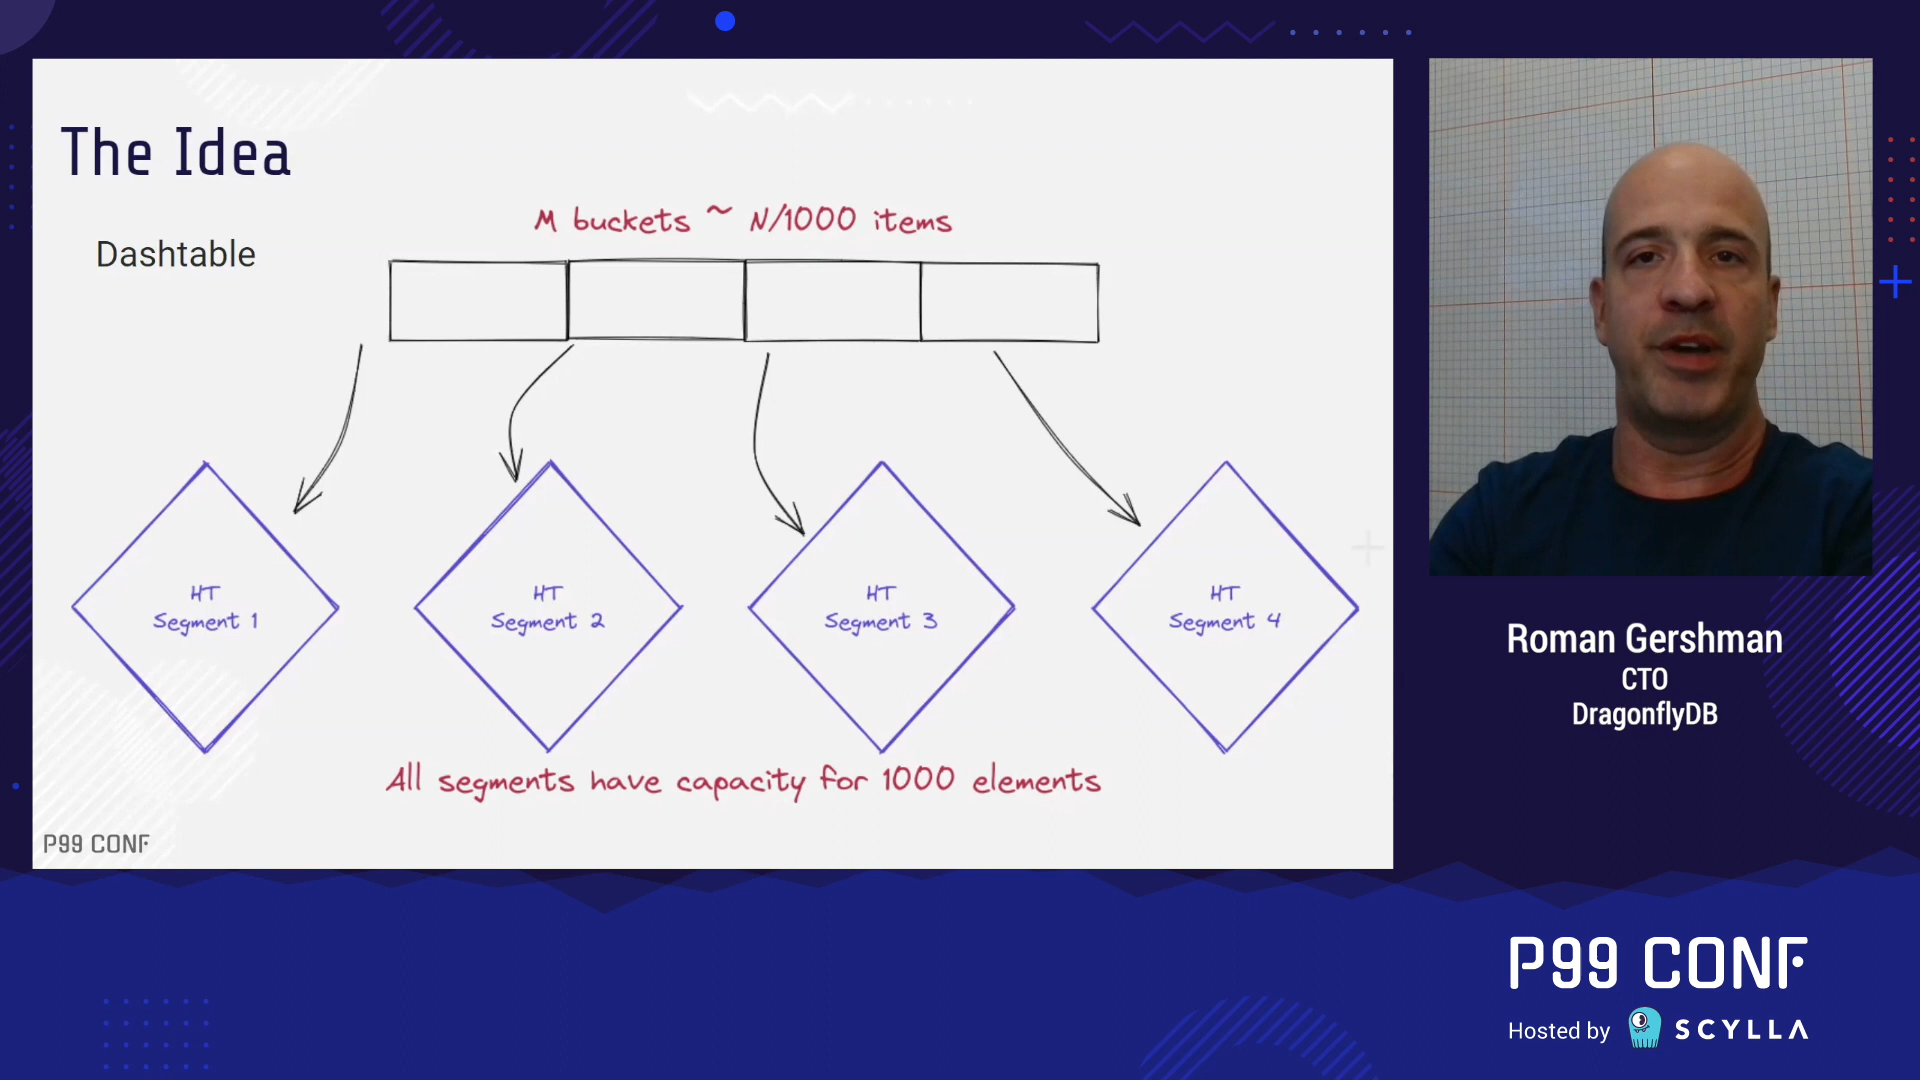 The Idea
Dashtable
M buckets ~ N/1000 items
HT
Segment 1
HT
Segment 2
HT
Segment 3
HT
Segment 4
All segments have capacity for 1000 elements
P99 CONF
Roman Gershman
CTO
DragonflyDB
P99 CONF
Hosted by SCYLLA